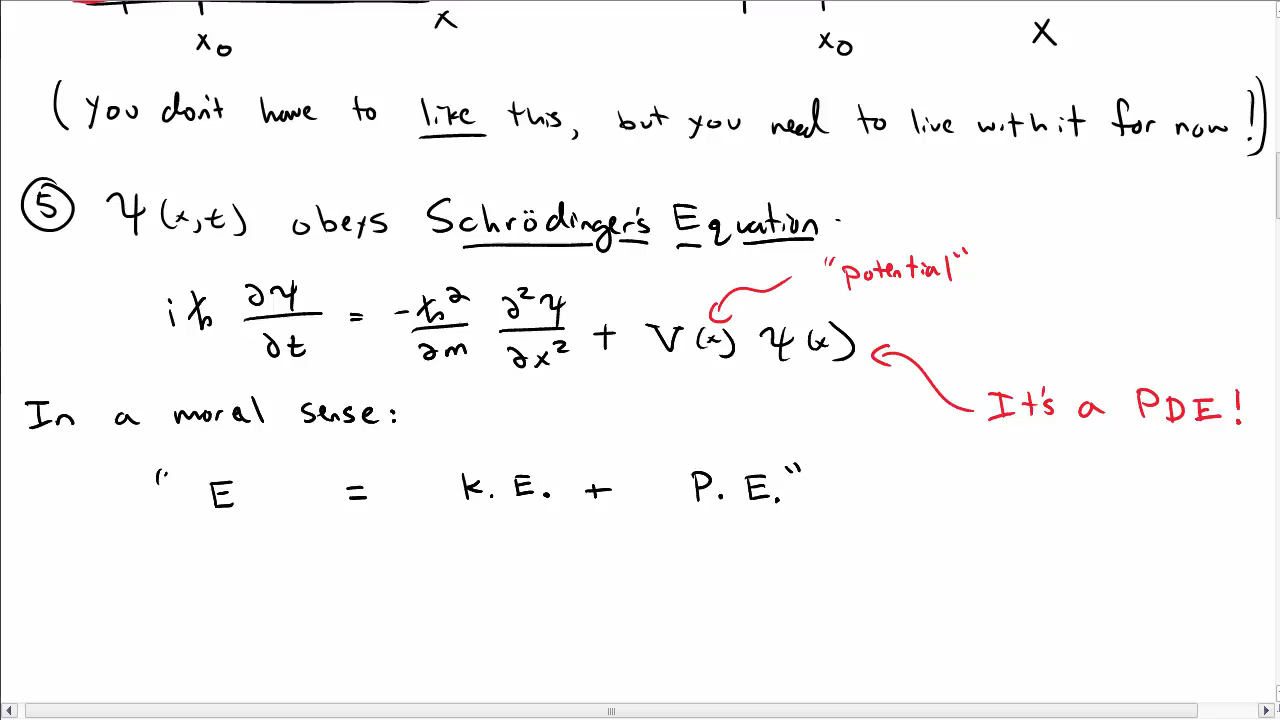 x x
x₀ x₀
(you don't have to like this, but you need to live with it for now!)
⑤ Ψ(x,t) obeys Schrödinger's Equation.
"potential"
iħ ∂Ψ/∂t = -ħ²/2m ∂²Ψ/∂x² + V(x) Ψ(x)
It's a PDE!
In a moral sense:
" E = K.E. + P.E. "